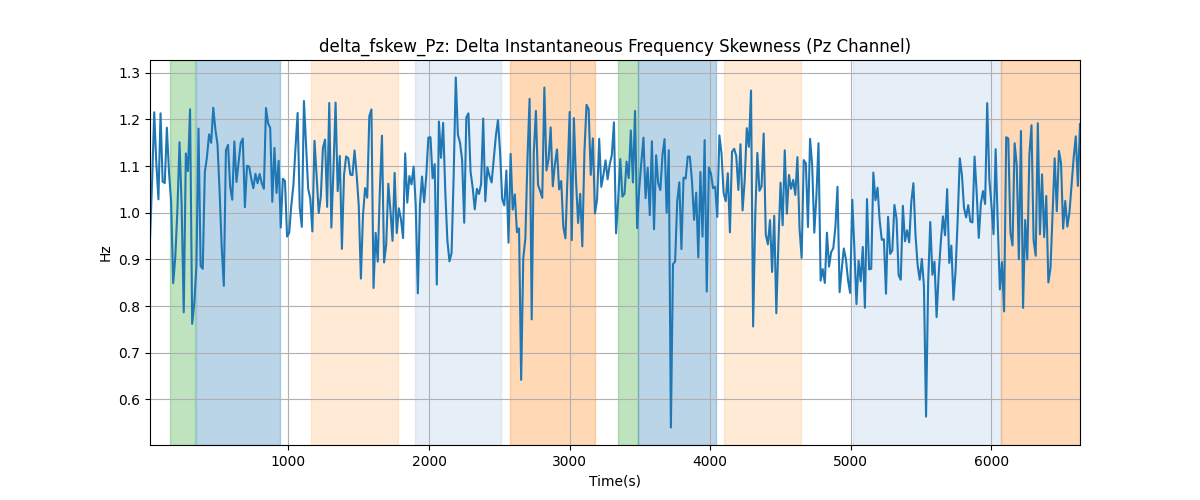 delta_fskew_Pz: Delta Instantaneous Frequency Skewness (Pz Channel)
1.3
1.2
1.1
1.0
0.9
0.8
0.7
0.6
Hz
1000 2000 3000 4000 5000 6000
Time(s)